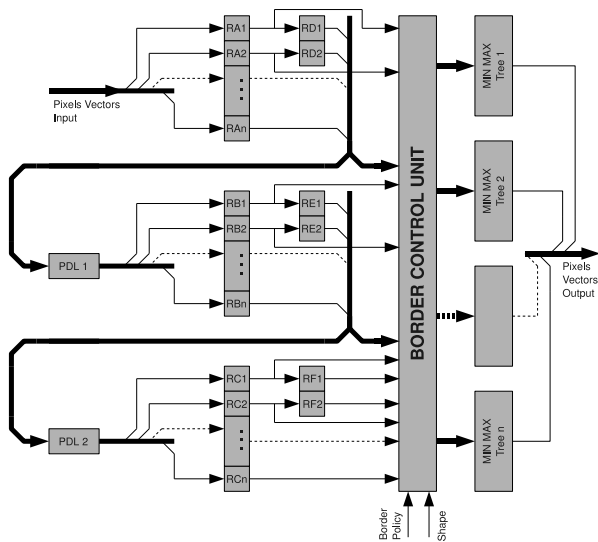 RA1
RD1
RA2
RD2
RAn
Pixels Vectors
Input
MIN MAX
Tree 1
BORDER CONTROL UNIT
MIN MAX
Tree 2
RB1
RE1
RB2
RE2
RBn
PDL 1
Pixels
Vectors
Output
RC1
RF1
RC2
RF2
RCn
PDL 2
MIN MAX
Tree n
Border
Policy
Shape